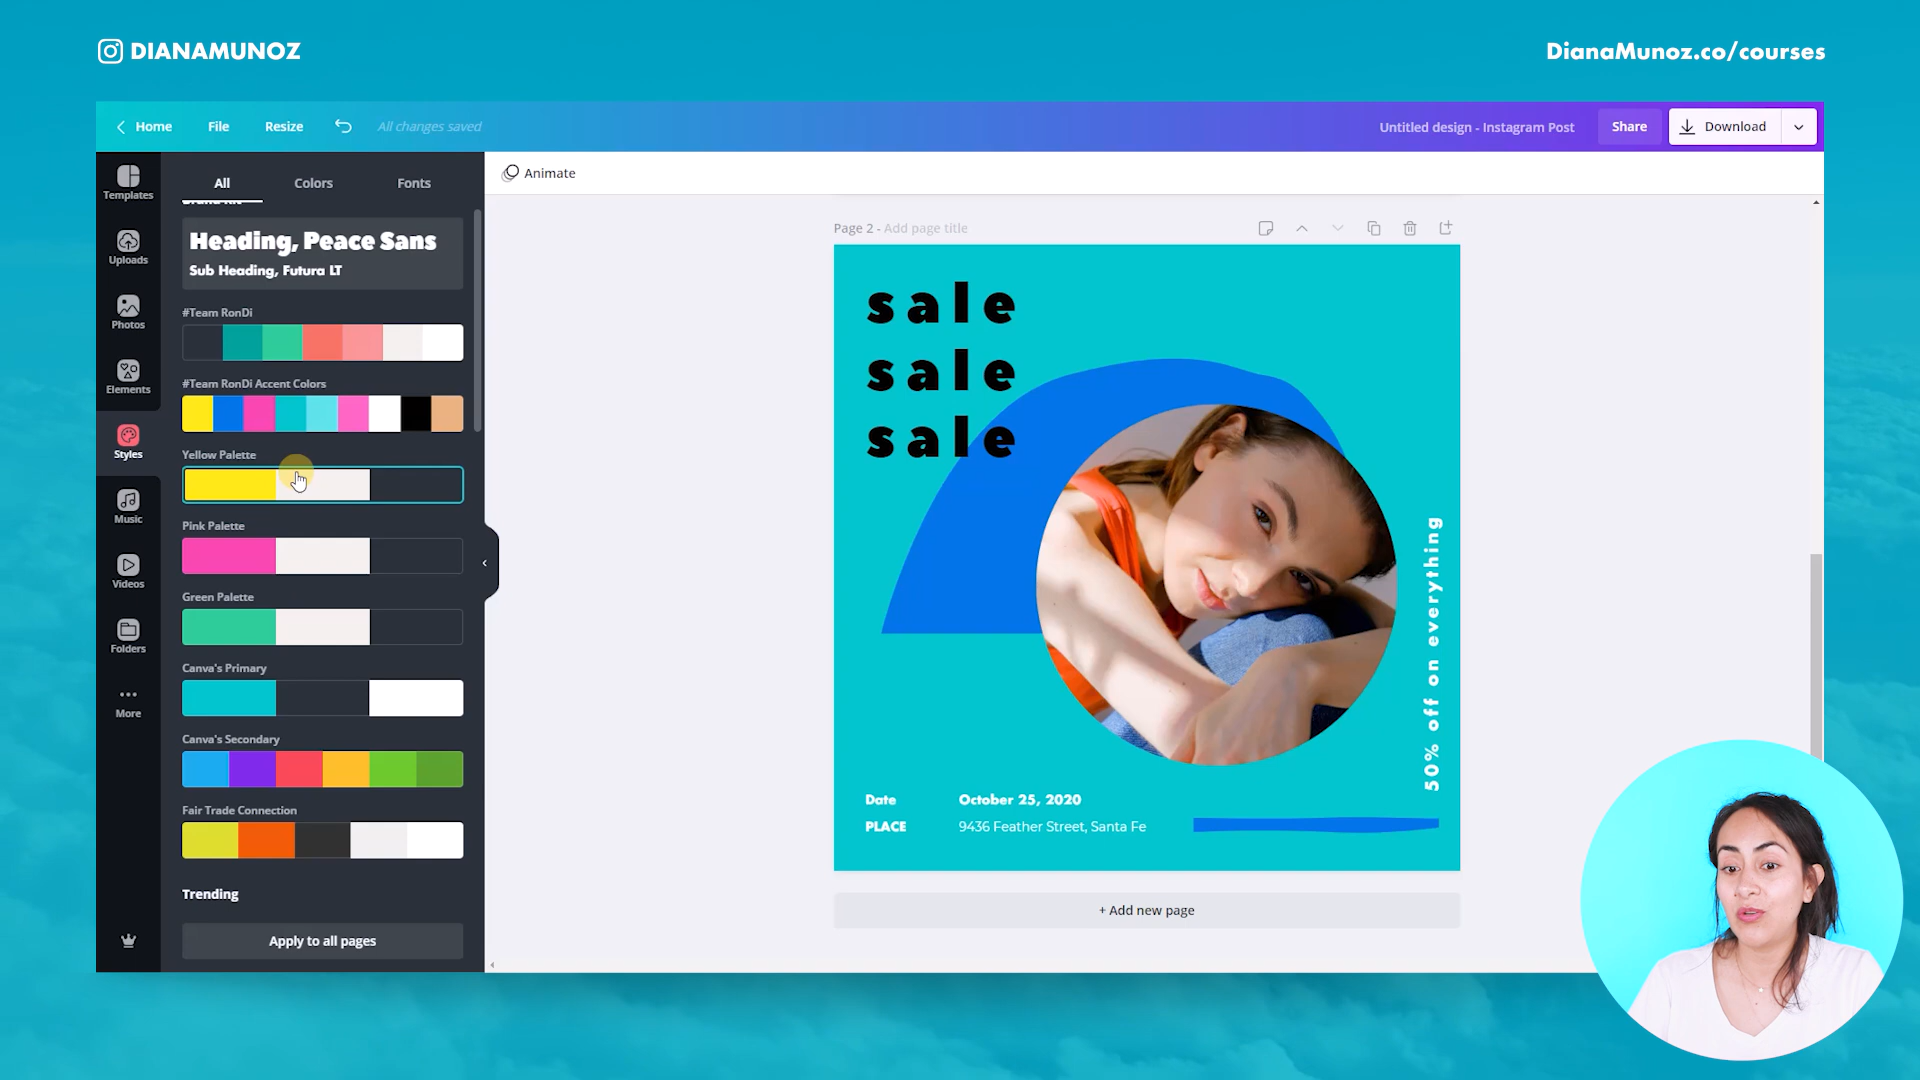 DIANAMUNOZ
DianaMunoz.co/courses
Home File Resize All changes saved Untitled design - Instagram Post Share Download
Templates
Uploads
Photos
Elements
Styles
Music
Videos
Folders
More
All Colors Fonts
Brand Kit
Heading, Peace Sans
Sub Heading, Futura LT
#Team RonDi
#Team RonDi Accent Colors
Yellow Palette
Pink Palette
Green Palette
Canva's Primary
Canva's Secondary
Fair Trade Connection
Trending
Apply to all pages
Animate
Page 2 - Add page title
sale
sale
sale
50% off on everything
Date October 25, 2020
PLACE 9436 Feather Street, Santa Fe
+ Add new page